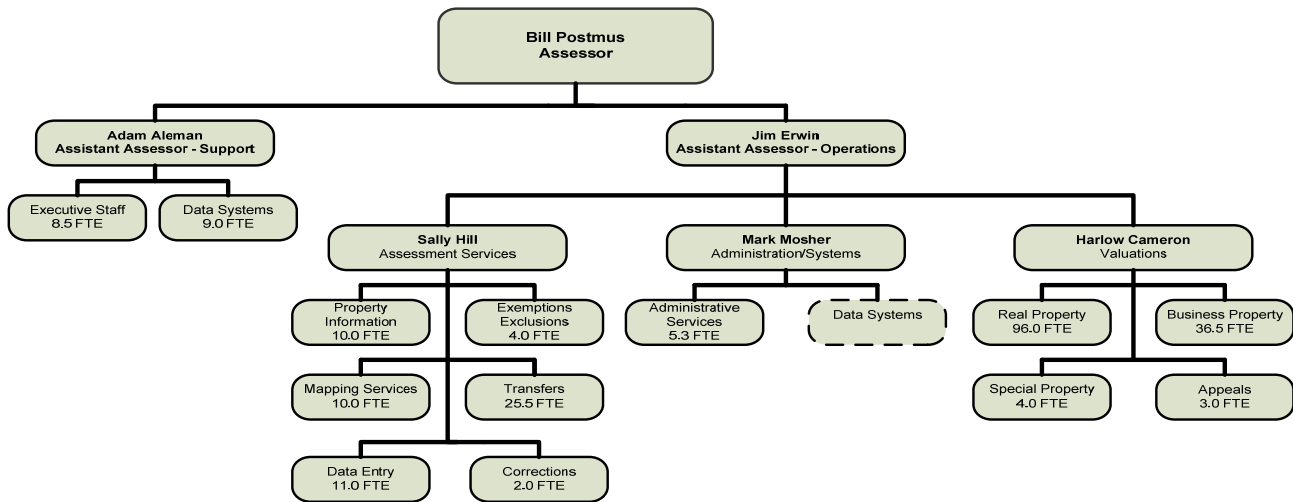 Bill Postmus
Assessor
Adam Aleman
Assistant Assessor - Support
Jim Erwin
Assistant Assessor - Operations
Executive Staff
8.5 FTE
Data Systems
9.0 FTE
Sally Hill
Assessment Services
Mark Mosher
Administration/Systems
Harlow Cameron
Valuations
Property
Information
10.0 FTE
Exemptions
Exclusions
4.0 FTE
Administrative
Services
5.3 FTE
Data Systems
Real Property
96.0 FTE
Business Property
36.5 FTE
Mapping Services
10.0 FTE
Transfers
25.5 FTE
Special Property
4.0 FTE
Appeals
3.0 FTE
Data Entry
11.0 FTE
Corrections
2.0 FTE